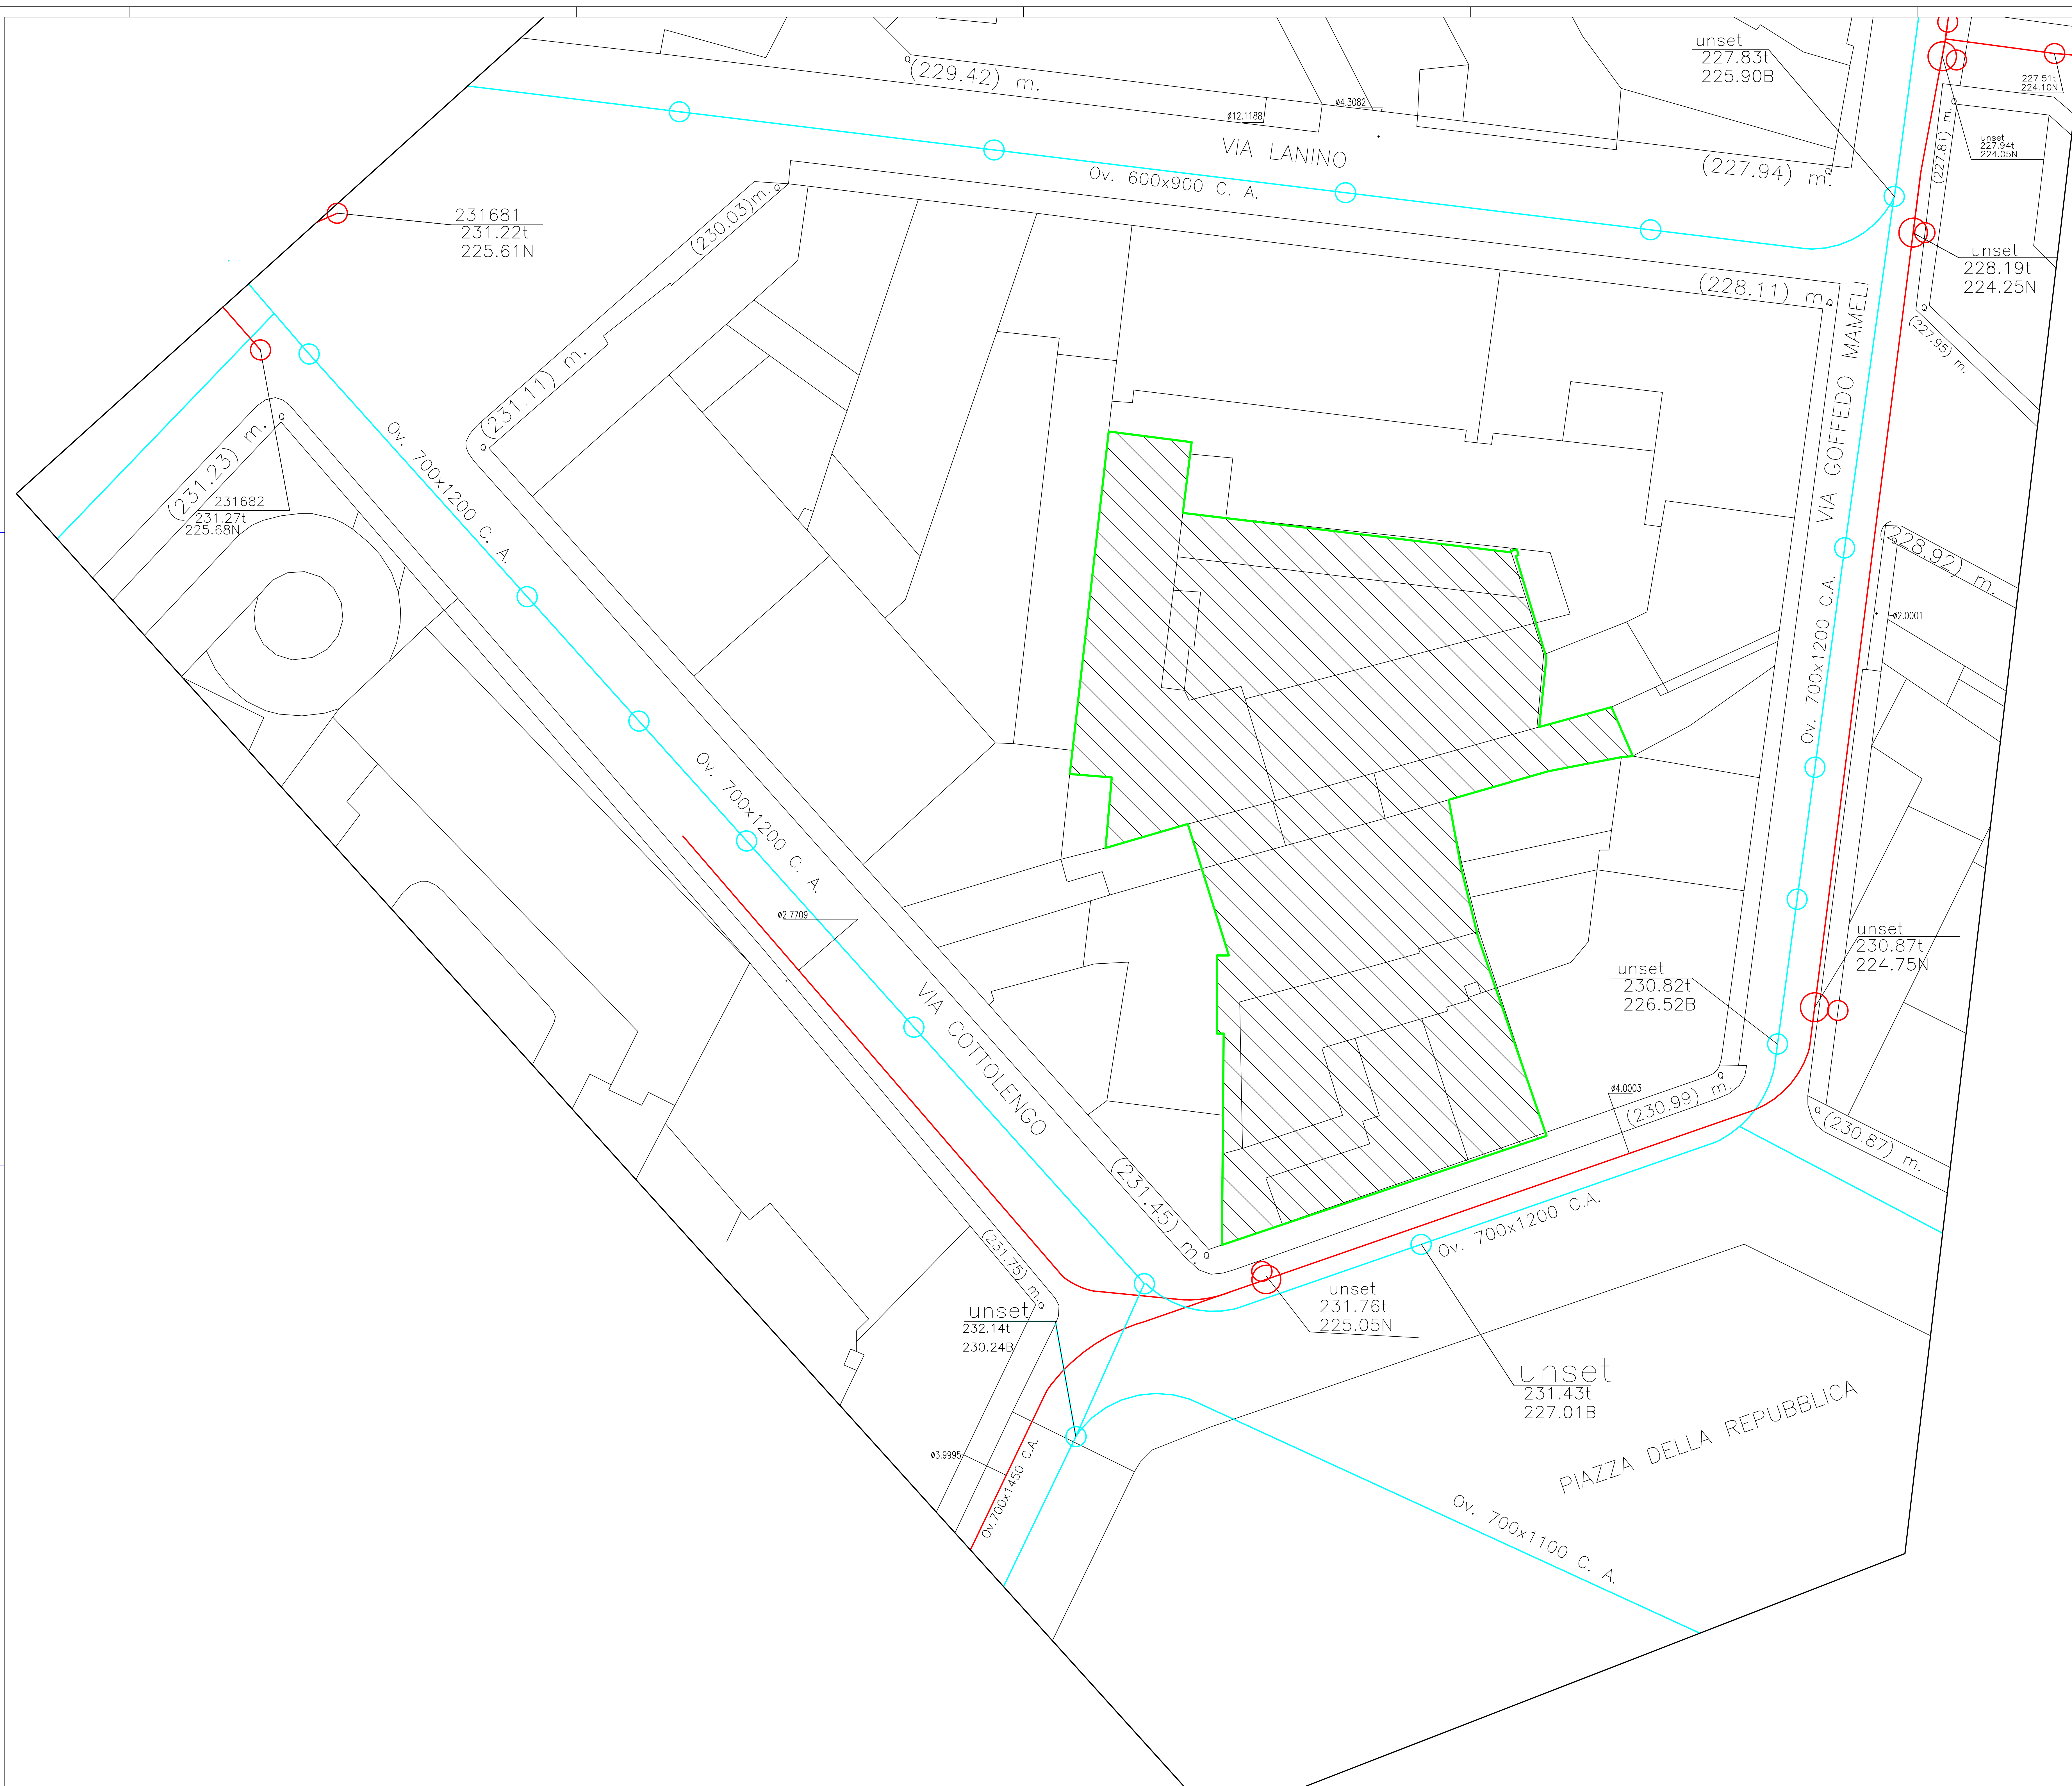 unset
227.83t
225.90B
(229.42) m.
227.51t
224.10N
ø4.3082
ø12.1188
VIA LANINO
(227.94) m.
(227.81) m.
unset
227.94t
224.05N
Ov. 600x900 C. A.
(230.03)m.
231681
231.22t
225.61N
unset
228.19t
224.25N
(228.11) m.
(227.95) m.
VIA GOFFEDO MAMELI
(231.11) m.
(231.23) m.
Ov. 700x1200 C. A.
231682
231.27t
225.68N
(228.92) m.
ø2.0001
Ov. 700x1200 C.A.
Ov. 700x1200 C. A.
ø2.7709
unset
230.87t
224.75N
unset
230.82t
226.52B
VIA COTTOLENGO
ø4.0003
(230.99) m.
(230.87) m.
(231.45) m.
Ov. 700x1200 C.A.
(231.75) m.
unset
231.76t
225.05N
unset
232.14t
230.24B
unset
231.43t
227.01B
PIAZZA DELLA REPUBBLICA
ø3.9995
Ov.700x1450 C.A.
Ov. 700x1100 C. A.